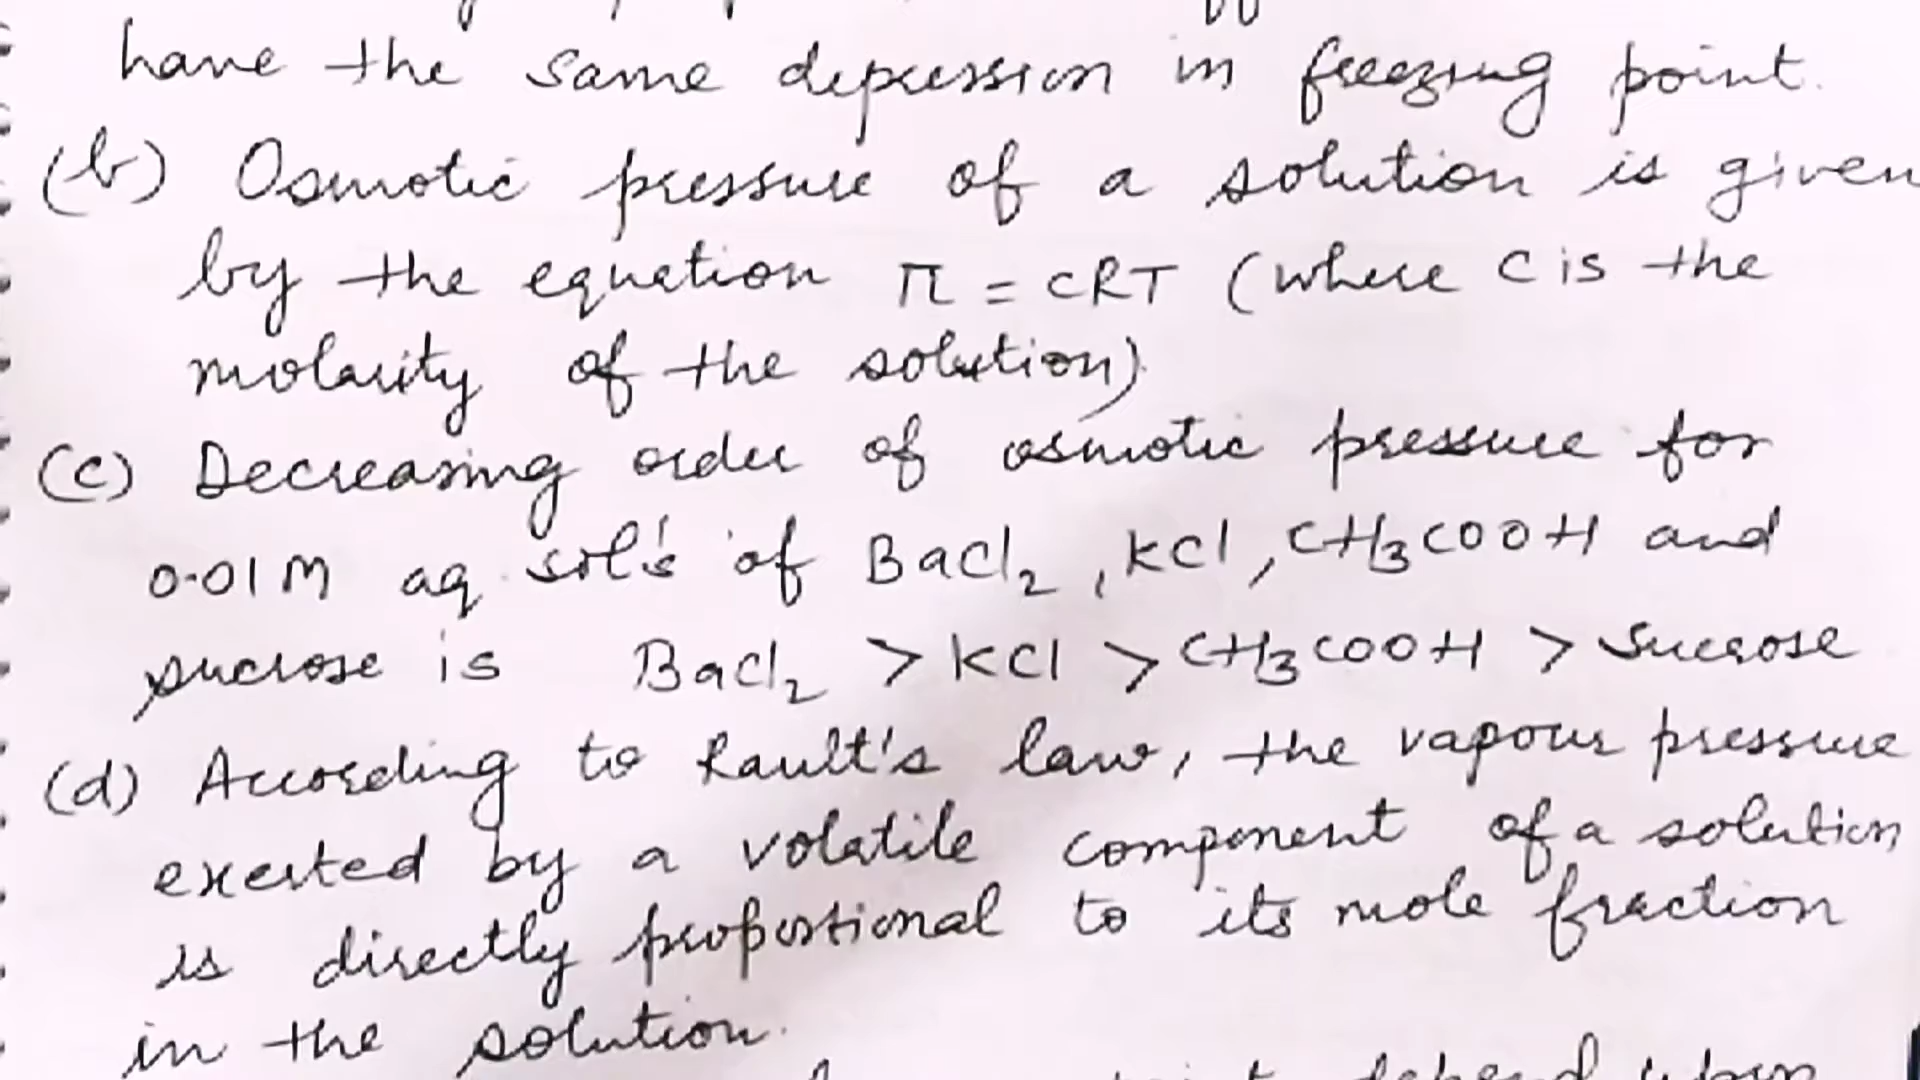 have the same depression in freezing point.
(b) Osmotic pressure of a solution is given
by the equation π = CRT (where C is the
molarity of the solution)
(c) Decreasing order of osmotic pressure for
0.01 M aq. sol's of BaCl₂, KCl, CH₃COOH and
sucrose is BaCl₂ > KCl > CH₃COOH > Sucrose
(d) According to Rault's law, the vapour pressure
exerted by a volatile component of a solution
is directly proportional to its mole fraction
in the solution.
depend upon